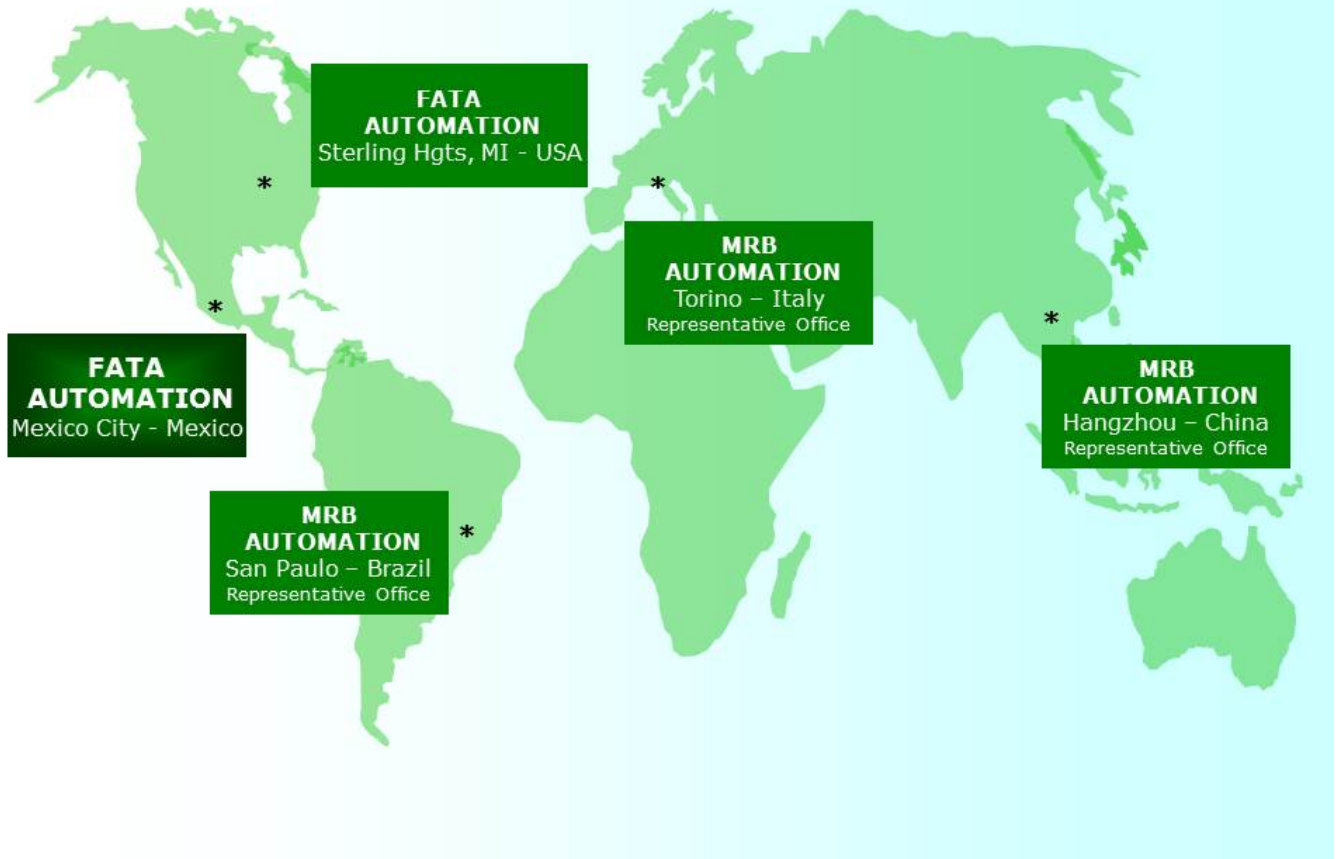 FATA
AUTOMATION
Sterling Hgts, MI - USA
*
*
MRB
AUTOMATION
Torino – Italy
Representative Office
*
*
FATA
AUTOMATION
Mexico City - Mexico
MRB
AUTOMATION
Hangzhou – China
Representative Office
MRB
AUTOMATION
San Paulo – Brazil
Representative Office
*